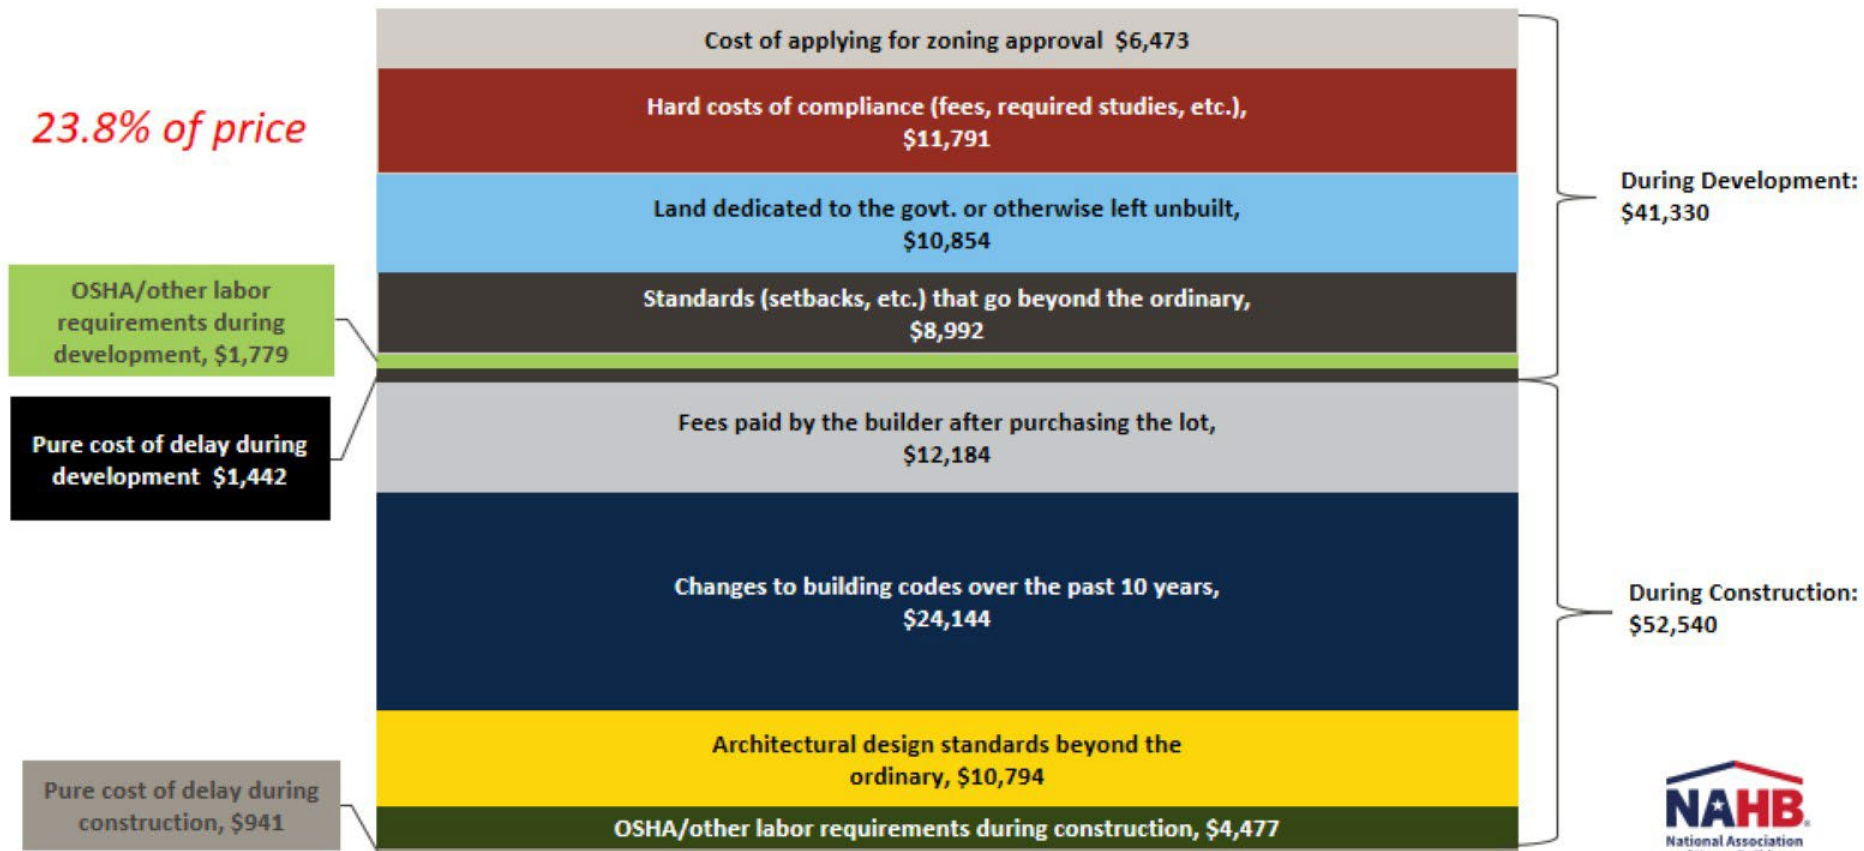 23.8% of price
Cost of applying for zoning approval $6,473
Hard costs of compliance (fees, required studies, etc.),
$11,791
Land dedicated to the govt. or otherwise left unbuilt,
$10,854
Standards (setbacks, etc.) that go beyond the ordinary,
$8,992
OSHA/other labor
requirements during
development, $1,779
Pure cost of delay during
development $1,442
Fees paid by the builder after purchasing the lot,
$12,184
Changes to building codes over the past 10 years,
$24,144
Architectural design standards beyond the
ordinary, $10,794
OSHA/other labor requirements during construction, $4,477
Pure cost of delay during
construction, $941
During Development:
$41,330
During Construction:
$52,540
NAHB®
National Association